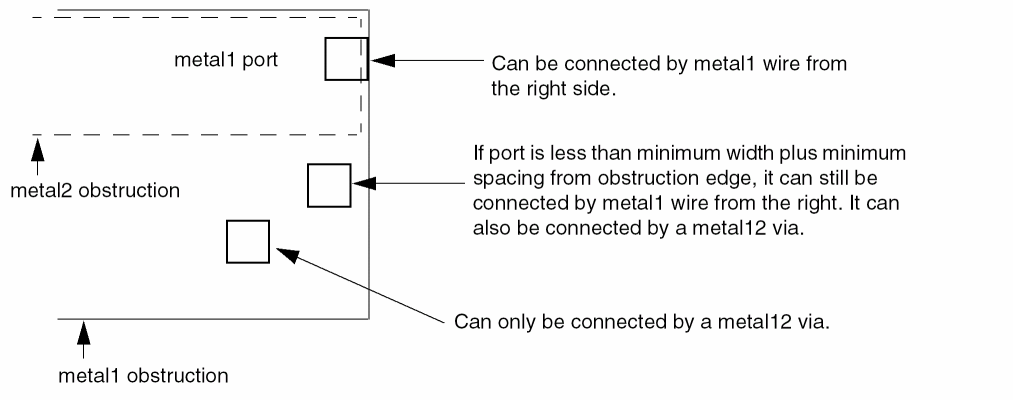 metal1 port
Can be connected by metal1 wire from
the right side.
If port is less than minimum width plus minimum
spacing from obstruction edge, it can still be
connected by metal1 wire from the right. It can
also be connected by a metal12 via.
metal2 obstruction
Can only be connected by a metal12 via.
metal1 obstruction